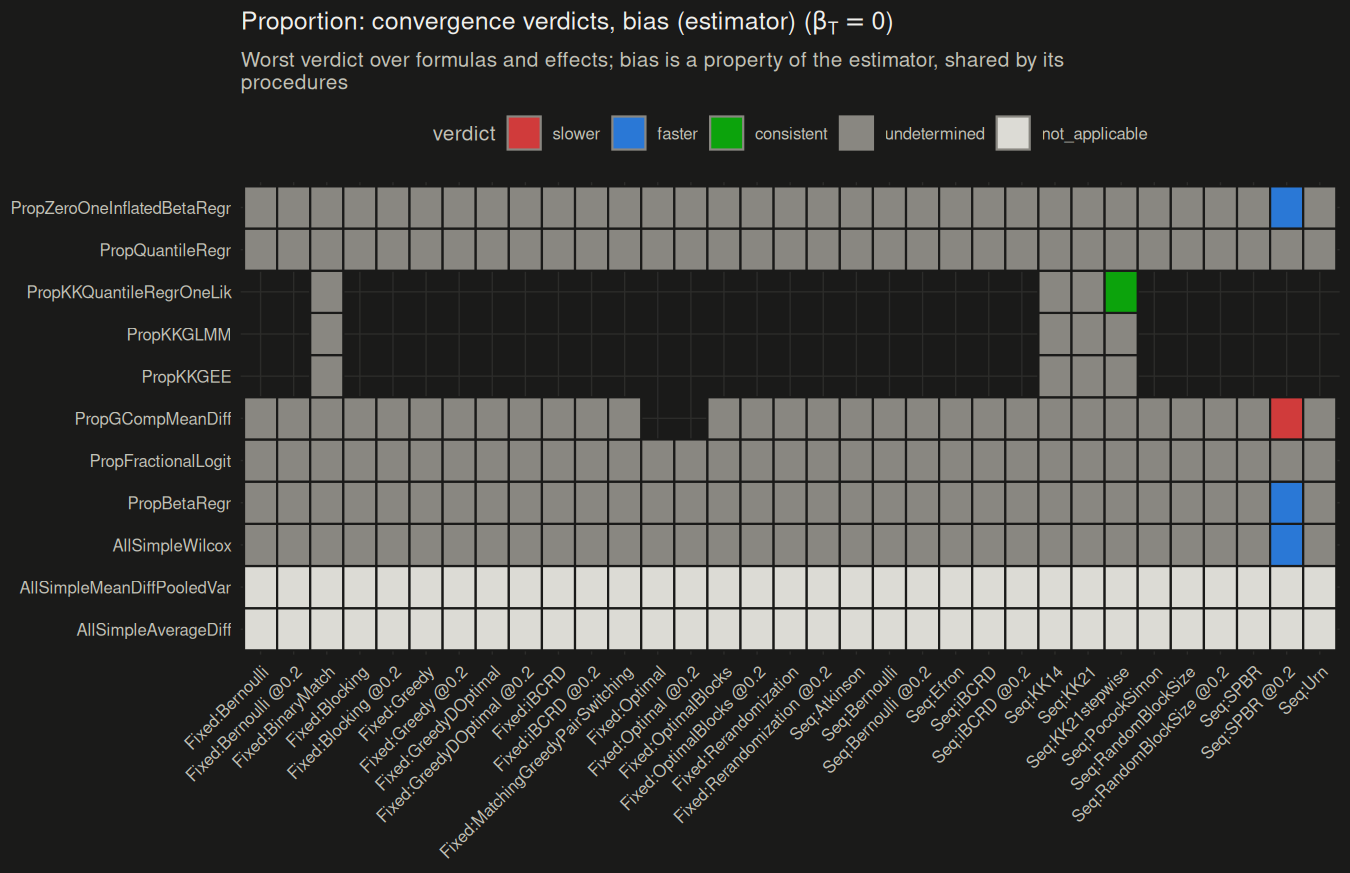 Proportion: convergence verdicts, bias (estimator) (βT = 0)
Worst verdict over formulas and effects; bias is a property of the estimator, shared by its
procedures
verdict slower faster consistent undetermined not_applicable
PropZeroOneInflatedBetaRegr
PropQuantileRegr
PropKKQuantileRegrOneLik
PropKKGLMM
PropKKGEE
PropGCompMeanDiff
PropFractionalLogit
PropBetaRegr
AllSimpleWilcox
AllSimpleMeanDiffPooledVar
AllSimpleAverageDiff
Fixed:Bernoulli
Fixed:Bernoulli @0.2
Fixed:BinaryMatch
Fixed:Blocking
Fixed:Blocking @0.2
Fixed:Greedy
Fixed:Greedy @0.2
Fixed:GreedyDOptimal
Fixed:GreedyDOptimal @0.2
Fixed:iBCRD
Fixed:iBCRD @0.2
Fixed:MatchingGreedyPairSwitching
Fixed:Optimal
Fixed:Optimal @0.2
Fixed:OptimalBlocks
Fixed:OptimalBlocks @0.2
Fixed:Rerandomization
Fixed:Rerandomization @0.2
Seq:Atkinson
Seq:Bernoulli
Seq:Bernoulli @0.2
Seq:Efron
Seq:iBCRD
Seq:iBCRD @0.2
Seq:KK14
Seq:KK21
Seq:KK21stepwise
Seq:PocockSimon
Seq:RandomBlockSize
Seq:RandomBlockSize @0.2
Seq:SPBR
Seq:SPBR @0.2
Seq:Urn